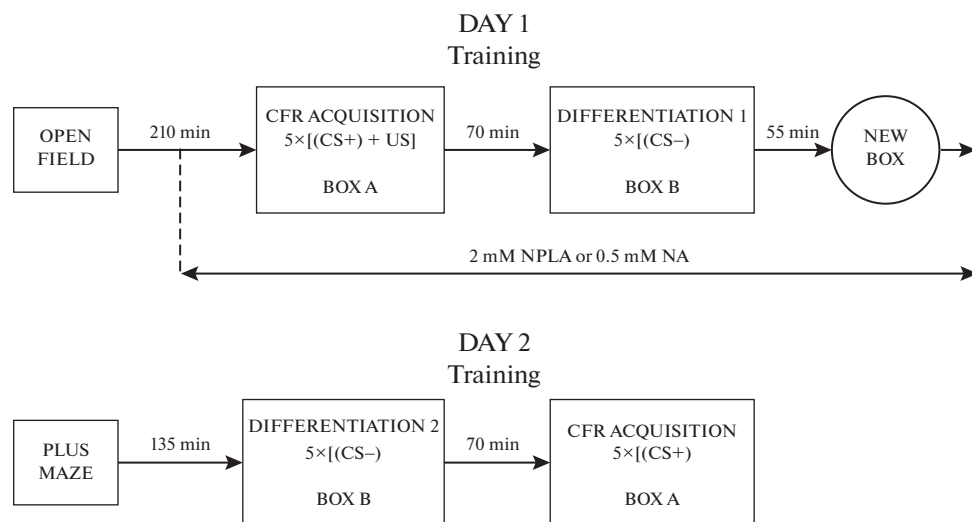 DAY 1
Training
OPEN
FIELD
210 min
CFR ACQUISITION
5×[(CS+) + US]
BOX A
70 min
DIFFERENTIATION 1
5×[(CS–)
BOX B
55 min
NEW
BOX
2 mM NPLA or 0.5 mM NA
DAY 2
Training
PLUS
MAZE
135 min
DIFFERENTIATION 2
5×[(CS–)
BOX B
70 min
CFR ACQUISITION
5×[(CS+)
BOX A